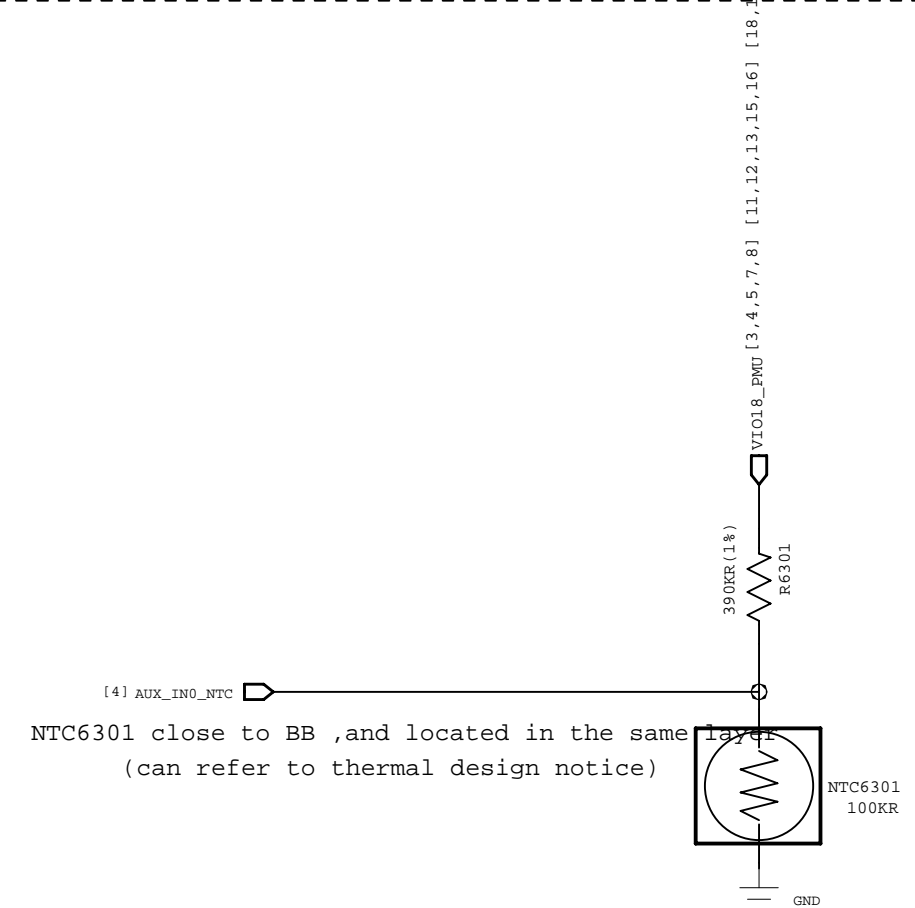 VIO18_PMU [3,4,5,7,8] [11,12,13,15,16] [18,1
390KR(1%)
R6301
[4] AUX_IN0_NTC
NTC6301 close to BB ,and located in the same layer
(can refer to thermal design notice)
NTC6301
100KR
GND